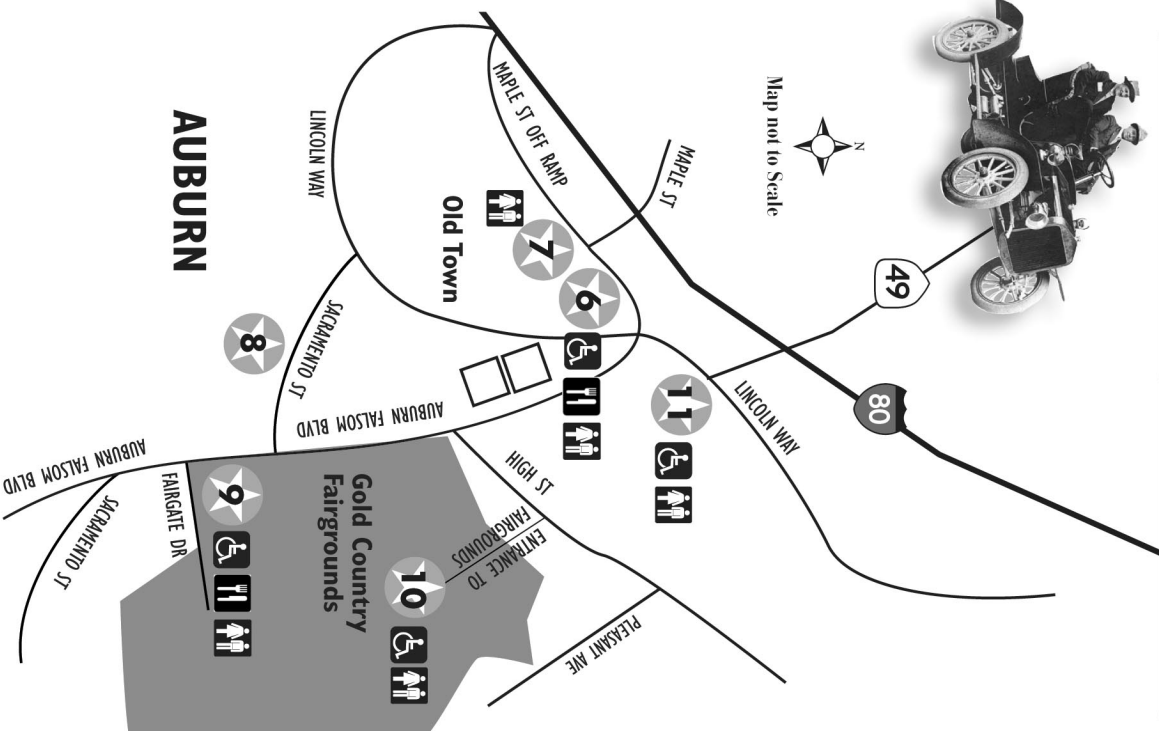 Map not to Scale
N
49
80
MAPLE ST
MAPLE ST OFF RAMP
LINCOLN WAY
LINCOLN WAY
Old Town
7
6
11
AUBURN
SACRAMENTO ST
8
AUBURN FALSOM BLVD
HIGH ST
ENTRANCE TO
FAIRGROUNDS
Gold Country
Fairgrounds
10
9
PLEASANT AVE
FAIRGATE DR
AUBURN FALSOM BLVD
SACRAMENTO ST